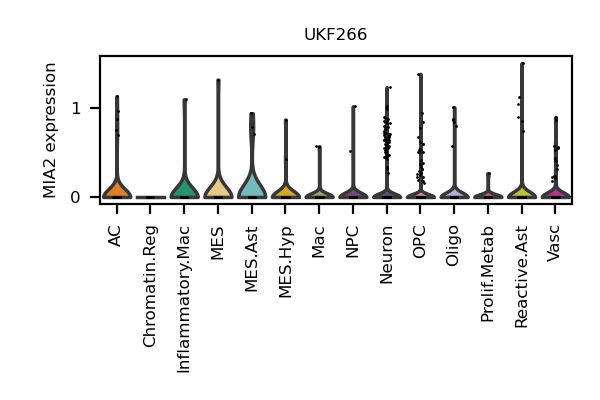 UKF266
MIA2 expression
1
0
AC
Chromatin.Reg
Inflammatory.Mac
MES
MES.Ast
MES.Hyp
Mac
NPC
Neuron
OPC
Oligo
Prolif.Metab
Reactive.Ast
Vasc